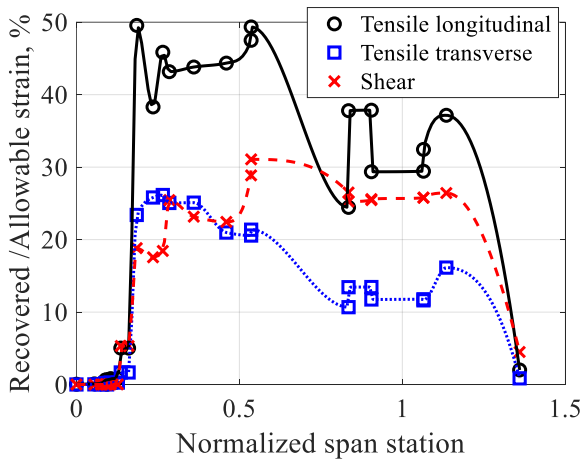 Tensile longitudinal
Tensile transverse
Shear
Recovered /Allowable strain, %
50
40
30
20
10
0
0
0.5
1
1.5
Normalized span station